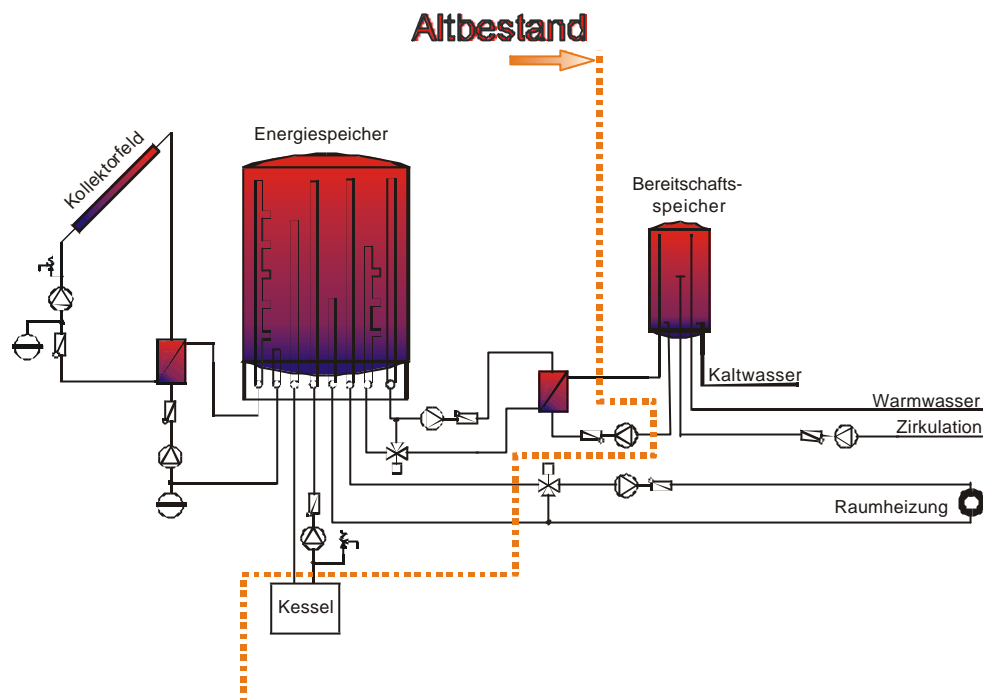 Altbestand
Energiespeicher
Kollektorfeld
Bereitschafts-
speicher
Kaltwasser
Warmwasser
Zirkulation
Raumheizung
Kessel